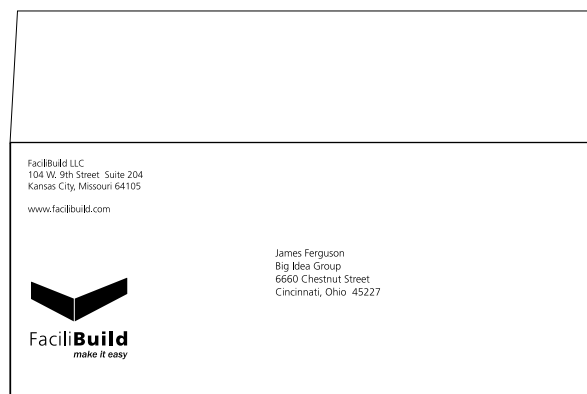 FaciliBuild LLC
104 W. 9th Street  Suite 204
Kansas City, Missouri 64105
www.facilibuild.com
James Ferguson
Big Idea Group
6660 Chestnut Street
Cincinnati, Ohio  45227
FaciliBuild
make it easy